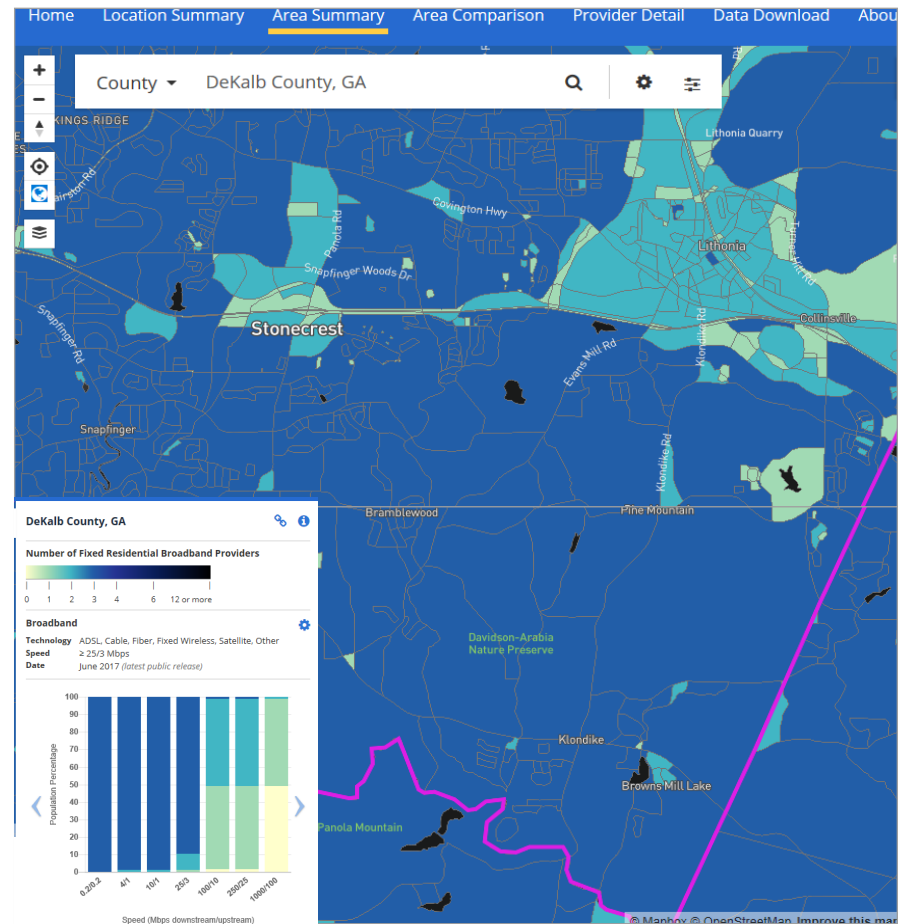 Home Location Summary Area Summary Area Comparison Provider Detail Data Download Abou
County DeKalb County, GA
KINGS RIDGE
Lithonia Quarry
Covington Hwy
Panola Rd
Turner Hill Rd
Lithonia
Snapfinger Woods Dr
Snapfinger Rd
Stonecrest
Klondike Rd
Collinsville
Evans Mill Rd
Snapfinger
Klondike Rd
Bramblewood
Pine Mountain
Davidson-Arabia
Nature Preserve
Klondike
Browns Mill Lake
Panola Mountain
DeKalb County, GA
Number of Fixed Residential Broadband Providers
0 1 2 3 4 6 12 or more
Broadband
Technology ADSL, Cable, Fiber, Fixed Wireless, Satellite, Other
Speed ≥ 25/3 Mbps
Date June 2017 (latest public release)
Population Percentage
100
90
80
70
60
50
40
30
20
10
0
0.2/0.2 4/1 10/1 25/3 100/10 250/25 1000/100
Speed (Mbps downstream/upstream)
© Mapbox © OpenStreetMap Improve this map